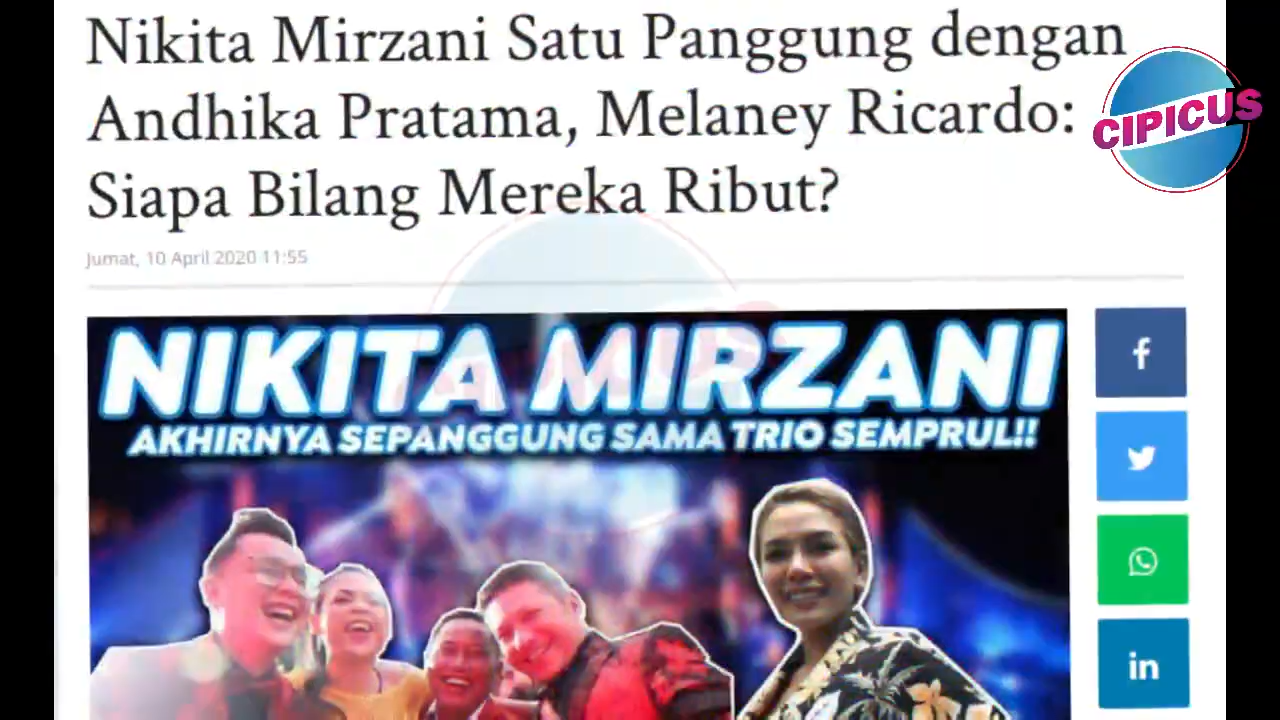 Nikita Mirzani Satu Panggung dengan
Andhika Pratama, Melaney Ricardo:
Siapa Bilang Mereka Ribut?
CIPICUS
Jumat, 10 April 2020 11:55
NIKITA MIRZANI
AKHIRNYA SEPANGGUNG SAMA TRIO SEMPRUL!!
f
in